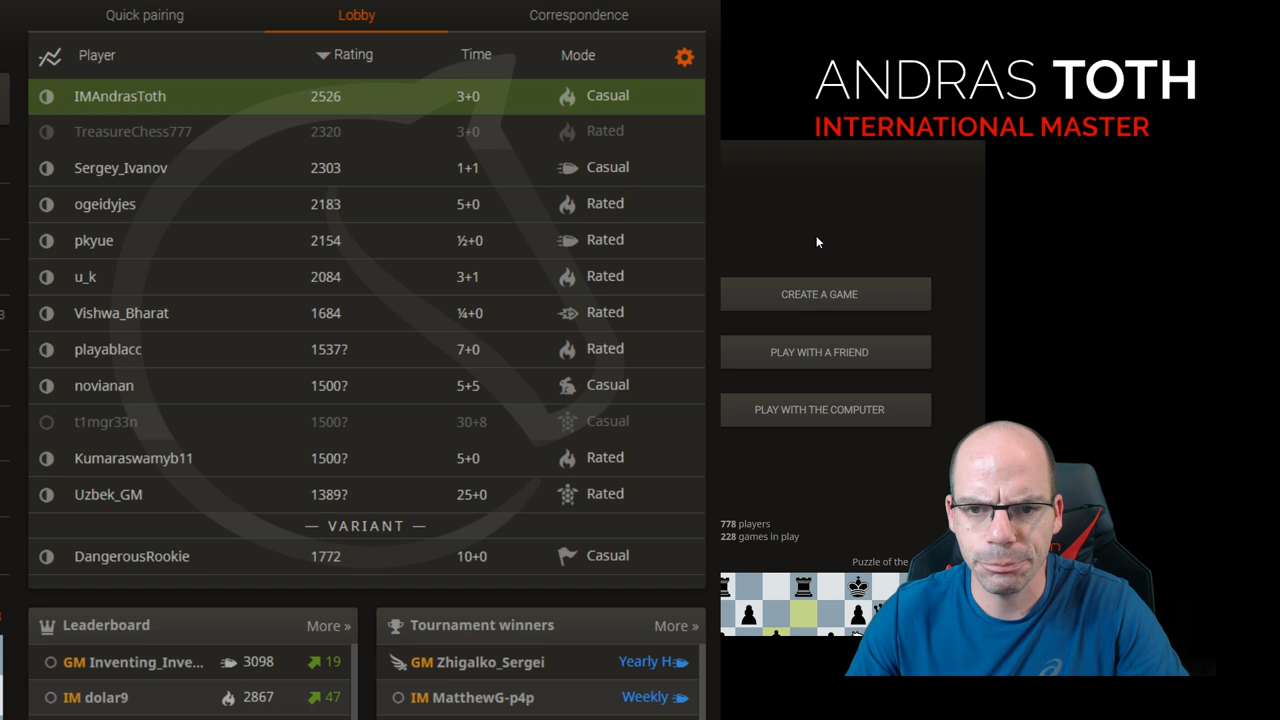 Quick pairing Lobby Correspondence
Player Rating Time Mode
IMAndrasToth 2526 3+0 Casual
TreasureChess777 2320 3+0 Rated
Sergey_Ivanov 2303 1+1 Casual
ogeidyjes 2183 5+0 Rated
pkyue 2154 ½+0 Rated
u_k 2084 3+1 Rated
Vishwa_Bharat 1684 ¼+0 Rated
playablacc 1537? 7+0 Rated
novianan 1500? 5+5 Casual
t1mgr33n 1500? 30+8 Casual
Kumaraswamyb11 1500? 5+0 Rated
Uzbek_GM 1389? 25+0 Rated
— VARIANT —
DangerousRookie 1772 10+0 Casual
Leaderboard More »
GM Inventing_Inve... 3098 19
IM dolar9 2867 47
Tournament winners More »
GM Zhigalko_Sergei Yearly H
IM MatthewG-p4p Weekly
ANDRAS TOTH
INTERNATIONAL MASTER
CREATE A GAME
PLAY WITH A FRIEND
PLAY WITH THE COMPUTER
778 players
228 games in play
Puzzle of the